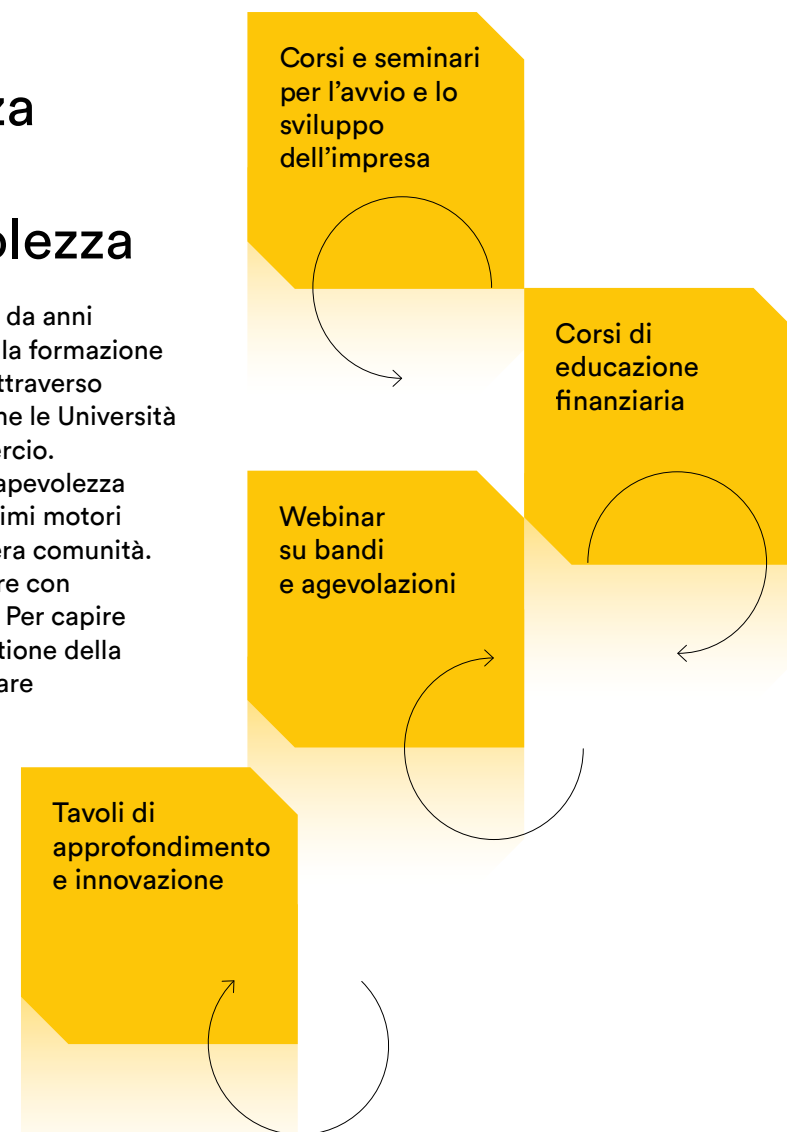 za
olezza
da anni
la formazione
ttraverso
ne le Università
ercio.
apevolezza
imi motori
era comunità.
re con
Per capire
tione della
are
Corsi e seminari
per l’avvio e lo
sviluppo
dell’impresa
Corsi di
educazione
finanziaria
Webinar
su bandi
e agevolazioni
Tavoli di
approfondimento
e innovazione